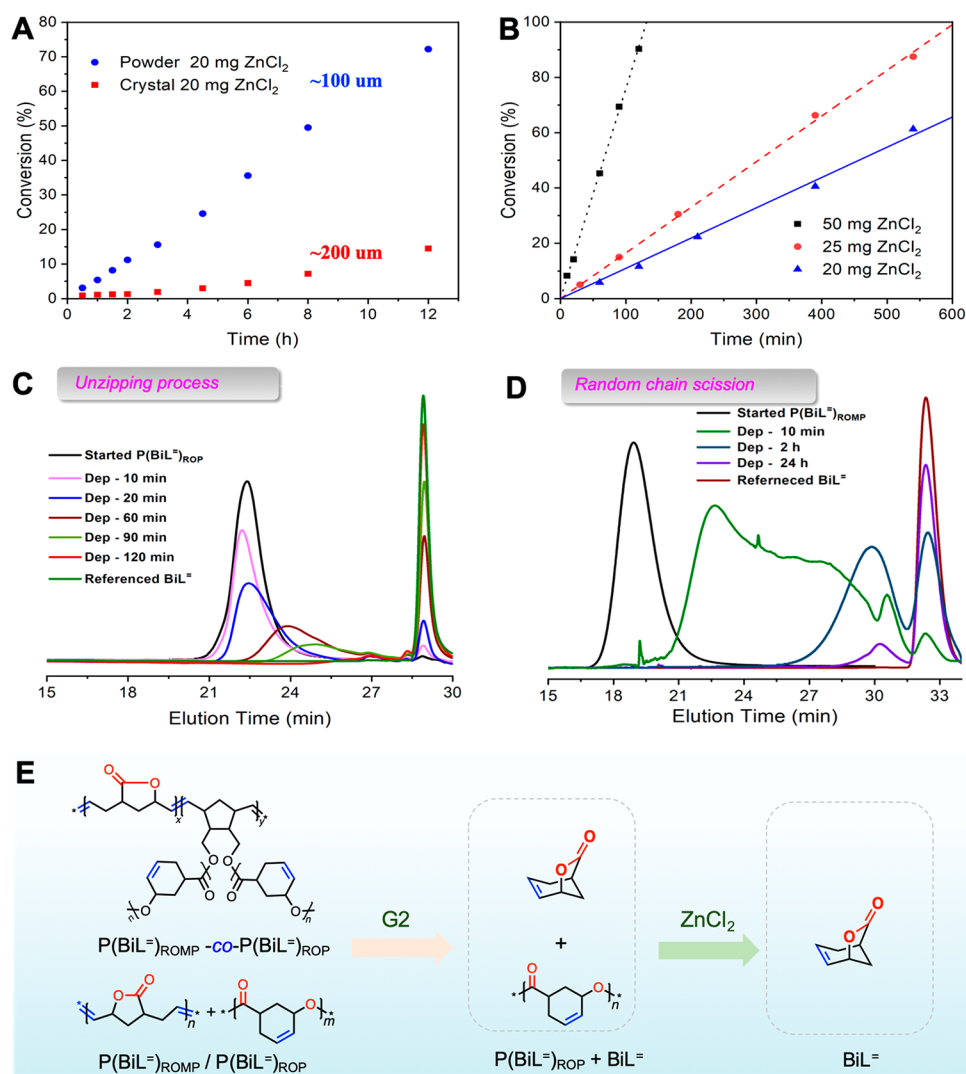 A
80
70
60
50
40
30
20
10
0
Conversion (%)
Powder 20 mg ZnCl₂
Crystal 20 mg ZnCl₂
~100 um
~200 um
0 2 4 6 8 10 12
Time (h)
B
100
80
60
40
20
0
Conversion (%)
50 mg ZnCl₂
25 mg ZnCl₂
20 mg ZnCl₂
0 100 200 300 400 500 600
Time (min)
C
Unzipping process
Started P(BiL⁼)ROP
Dep - 10 min
Dep - 20 min
Dep - 60 min
Dep - 90 min
Dep - 120 min
Referenced BiL⁼
15 21 24 27 30
Elution Time (min)
D
Random chain scission
Started P(BiL⁼)ROMP
Dep - 10 min
Dep - 2 h
Dep - 24 h
Referneced BiL⁼
15 18 21 24 27 30 33
Elution Time (min)
E
O
O
*
x
y
*
O
O
O
O
O
n
O
n
P(BiL⁼)ROMP -co-P(BiL⁼)ROP
O
O
*
n
*
+
*
O
O
m
*
P(BiL⁼)ROMP / P(BiL⁼)ROP
G2
O
O
+
O
*
O
n
*
P(BiL⁼)ROP + BiL⁼
ZnCl₂
O
O
BiL⁼